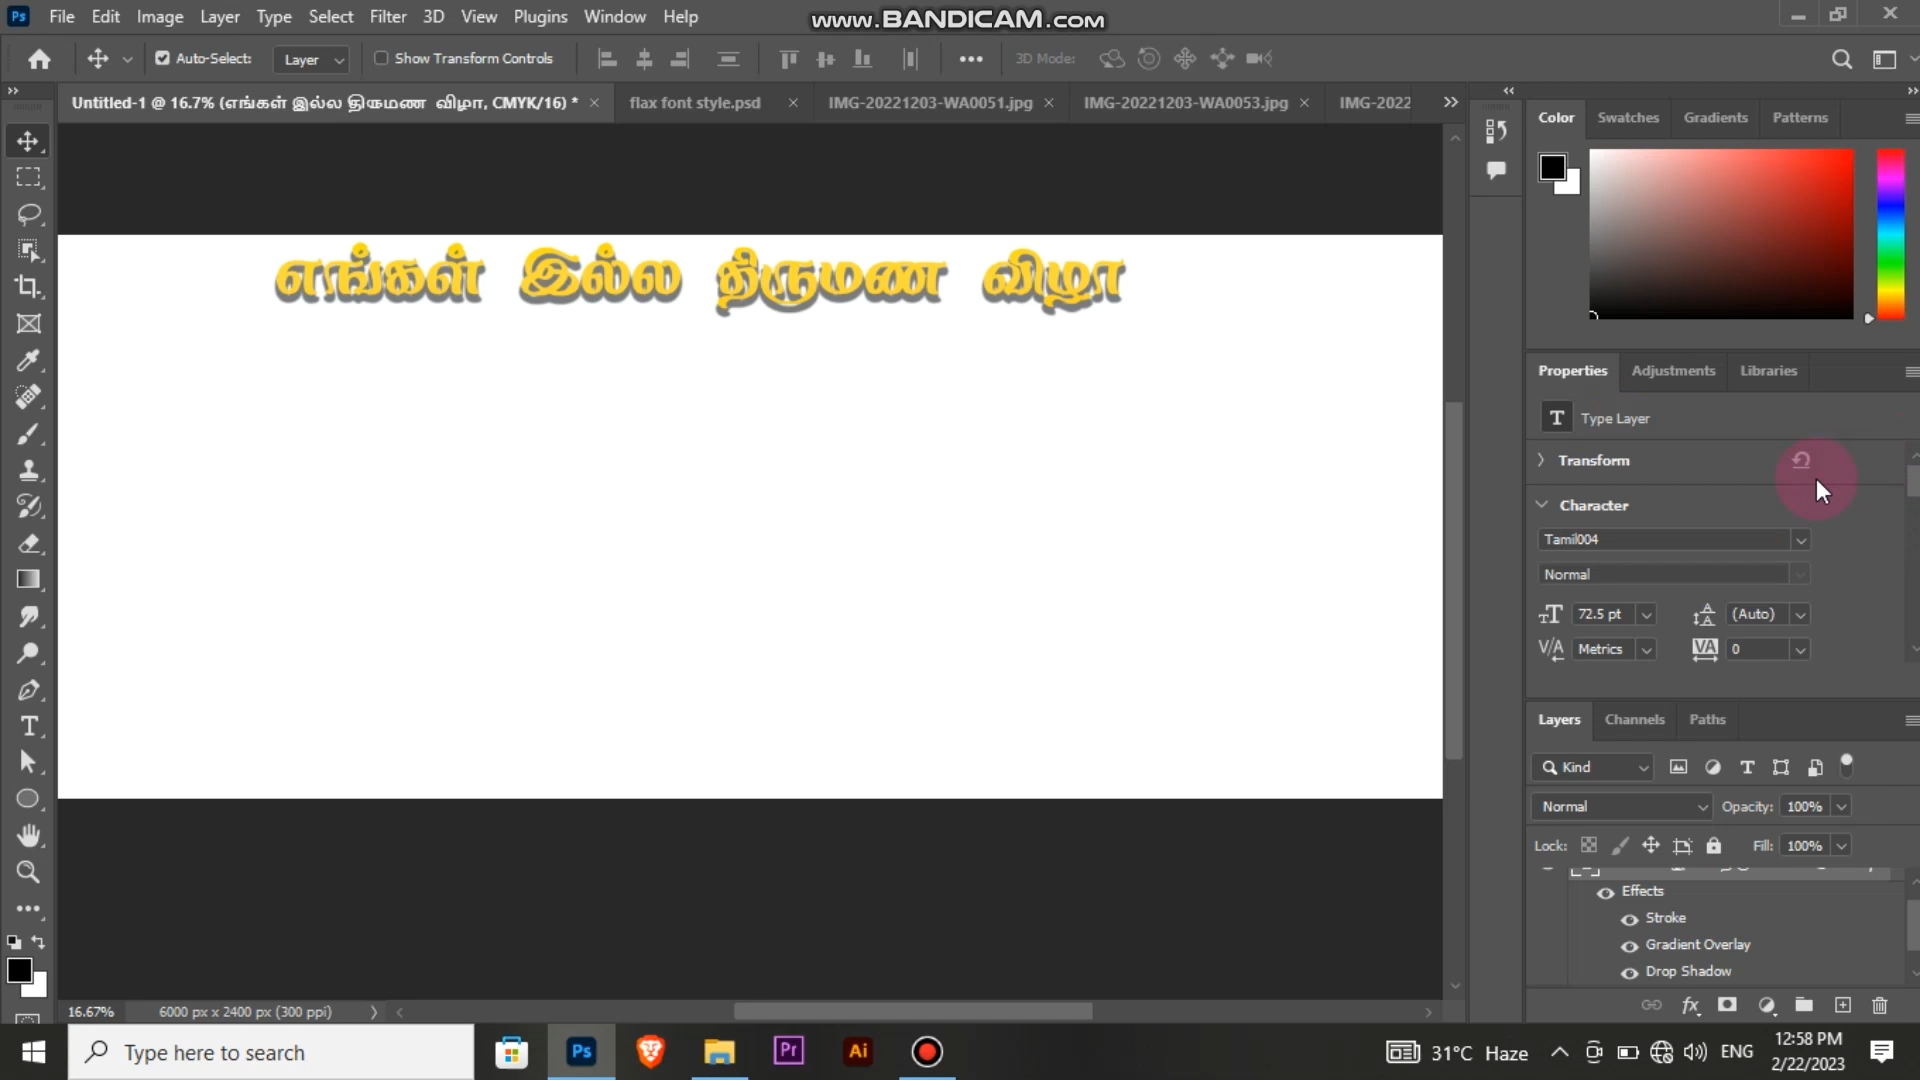 Ps File Edit Image Layer Type Select Filter 3D View Plugins Window Help
www.BANDICAM.com
Auto-Select: Layer Show Transform Controls 3D Mode:
Untitled-1 @ 16.7% (எங்கள் இல்ல திருமண விழா, CMYK/16) *
flax font style.psd
IMG-20221203-WA0051.jpg
IMG-20221203-WA0053.jpg
IMG-2022
எங்கள் இல்ல திருமண விழா
Color Swatches Gradients Patterns
Properties Adjustments Libraries
T Type Layer
Transform
Character
Tamil004
Normal
72.5 pt (Auto)
Metrics 0
Layers Channels Paths
Kind
Normal Opacity: 100%
Lock: Fill: 100%
Effects
Stroke
Gradient Overlay
Drop Shadow
fx
16.67% 6000 px x 2400 px (300 ppi)
Type here to search
Ps Pr Ai
31°C Haze ENG
12:58 PM
2/22/2023